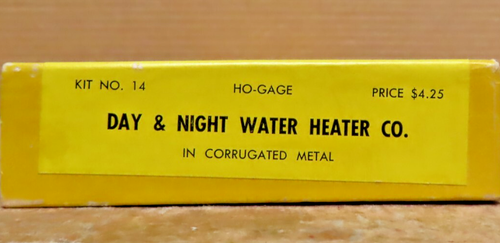 KIT NO. 14 HO-GAGE PRICE $4.25
DAY & NIGHT WATER HEATER CO.
IN CORRUGATED METAL